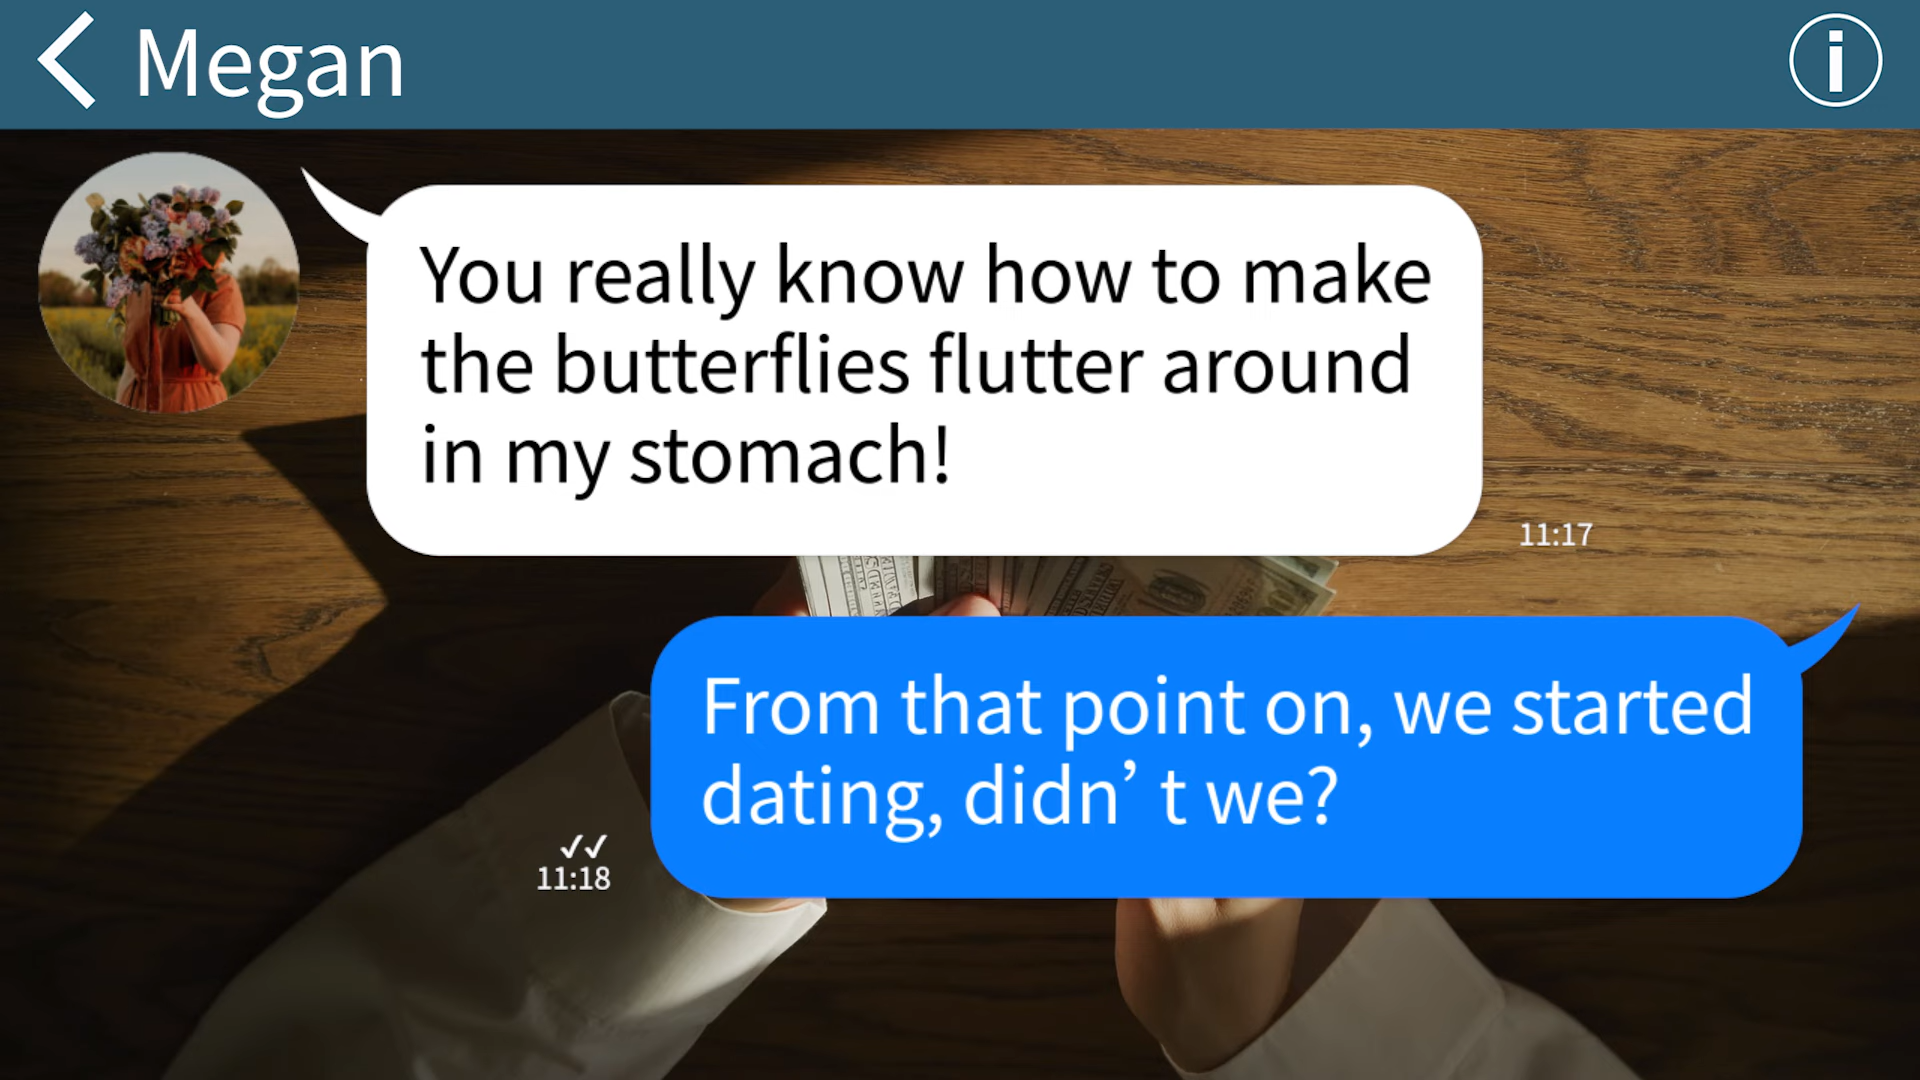 Megan
You really know how to make
the butterflies flutter around
in my stomach!
11:17
From that point on, we started
dating, didn’ t we?
✓✓
11:18